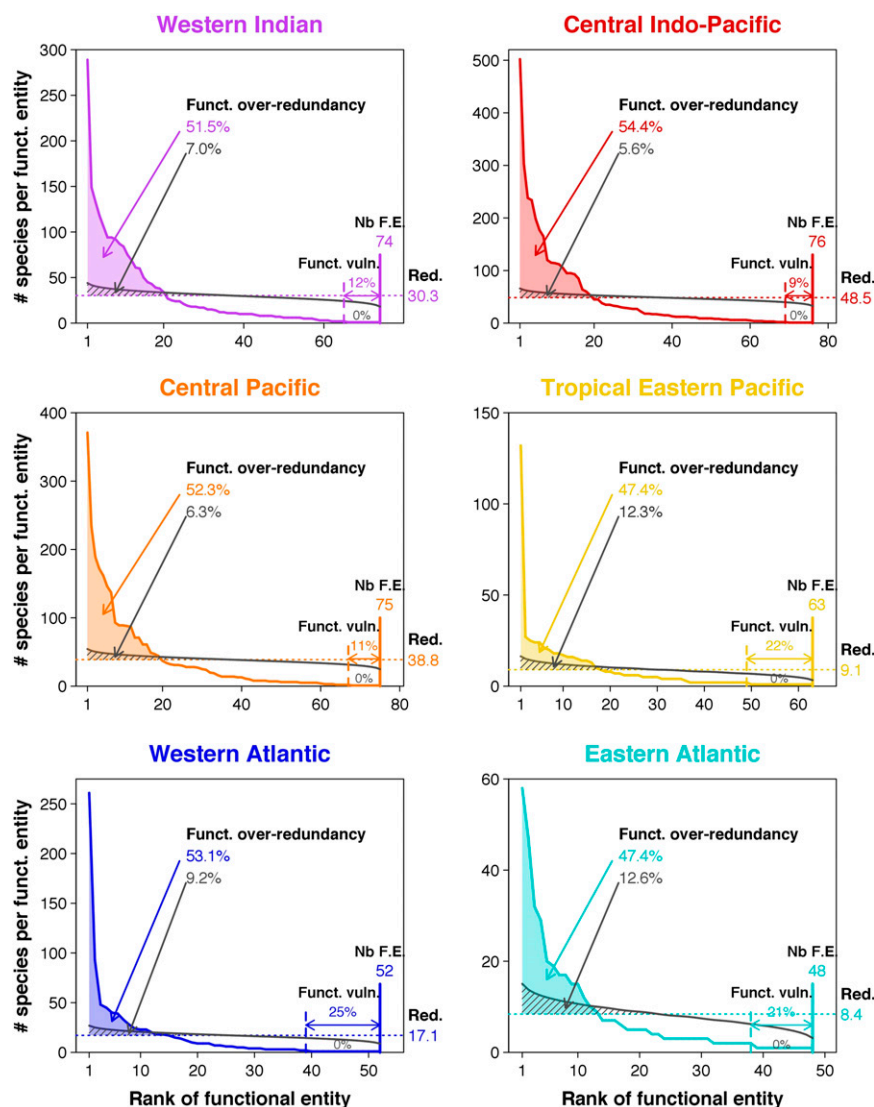 Western Indian
# species per funct. entity
300
250
200
150
100
50
0
Funct. over-redundancy
51.5%
7.0%
Nb F.E.
74
Funct. vuln.
12%
0%
Red.
30.3
1
20
40
60
Central Indo-Pacific
500
400
300
200
100
0
Funct. over-redundancy
54.4%
5.6%
Nb F.E.
76
Funct. vuln.
9%
0%
Red.
48.5
1
20
40
60
80
Central Pacific
# species per funct. entity
400
300
200
100
0
Funct. over-redundancy
52.3%
6.3%
Nb F.E.
75
Funct. vuln.
11%
0%
Red.
38.8
1
20
40
60
80
Tropical Eastern Pacific
150
100
50
0
Funct. over-redundancy
47.4%
12.3%
Nb F.E.
63
Funct. vuln.
22%
0%
Red.
9.1
1
10
20
30
40
50
60
Western Atlantic
# species per funct. entity
250
200
150
100
50
0
Funct. over-redundancy
53.1%
9.2%
Nb F.E.
52
Funct. vuln.
25%
0%
Red.
17.1
1
10
20
30
40
50
Rank of functional entity
Eastern Atlantic
60
40
20
0
Funct. over-redundancy
47.4%
12.6%
Nb F.E.
48
Funct. vuln.
21%
0%
Red.
8.4
1
10
20
30
40
50
Rank of functional entity